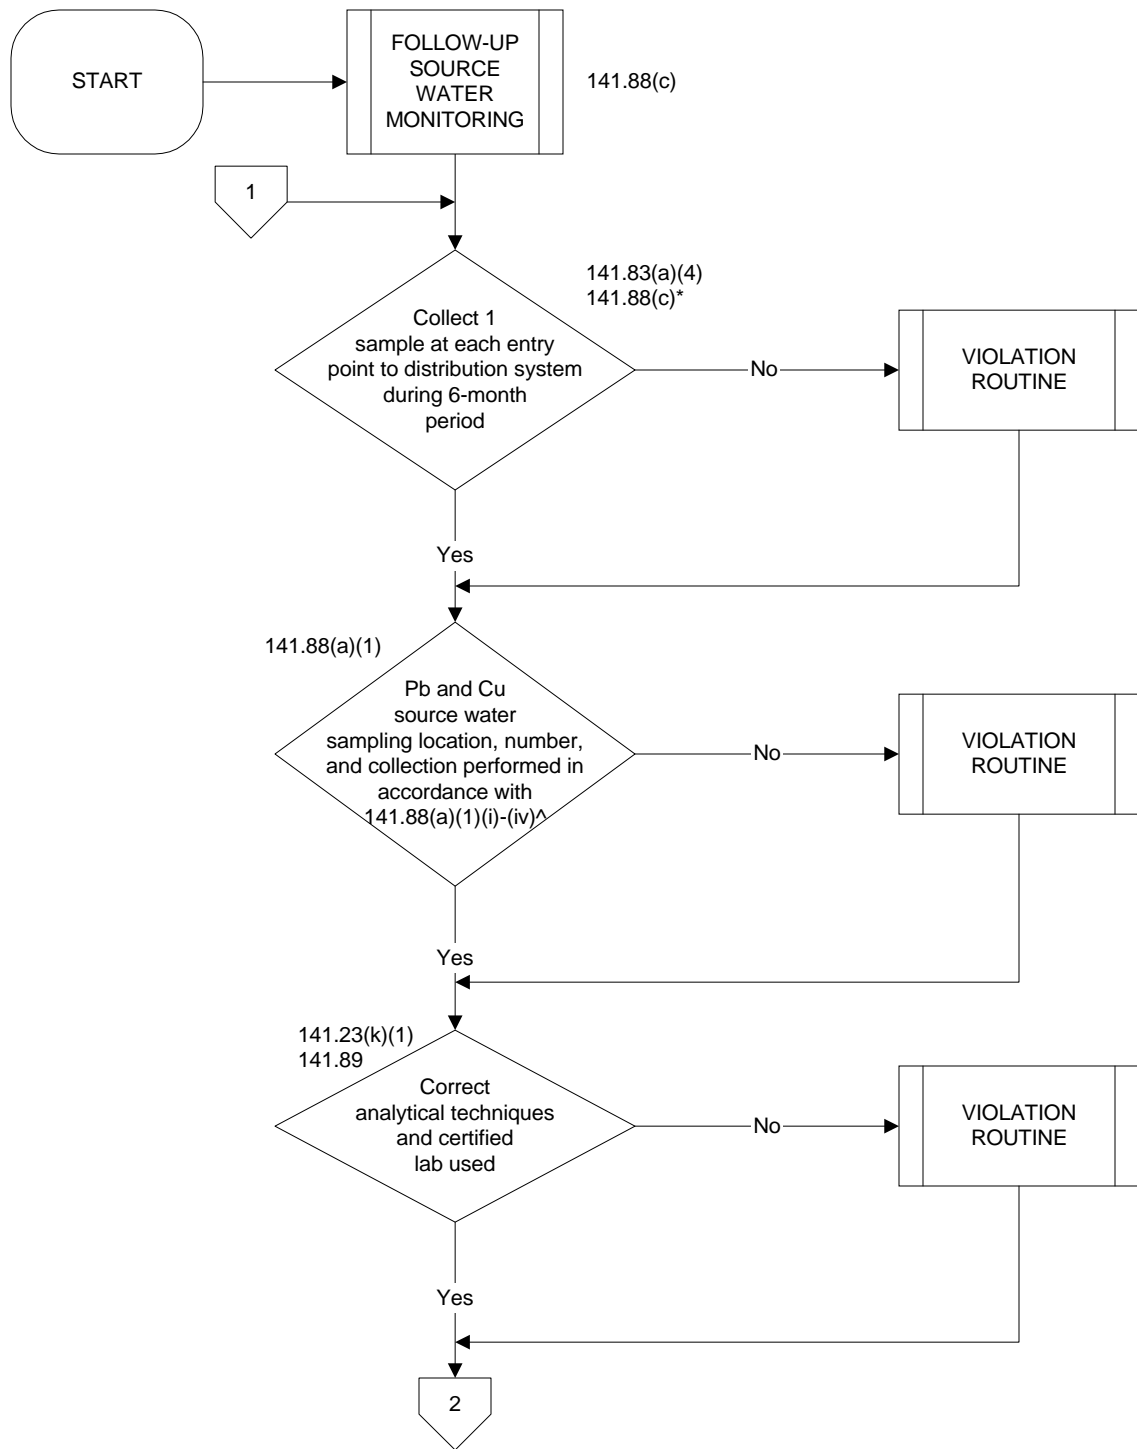 START
FOLLOW-UP
SOURCE
WATER
MONITORING
141.88(c)
1
141.83(a)(4)
141.88(c)*
Collect 1
sample at each entry
point to distribution system
during 6-month
period
No
VIOLATION
ROUTINE
Yes
141.88(a)(1)
Pb and Cu
source water
sampling location, number,
and collection performed in
accordance with
141.88(a)(1)(i)-(iv)^
No
VIOLATION
ROUTINE
Yes
141.23(k)(1)
141.89
Correct
analytical techniques
and certified
lab used
No
VIOLATION
ROUTINE
Yes
2